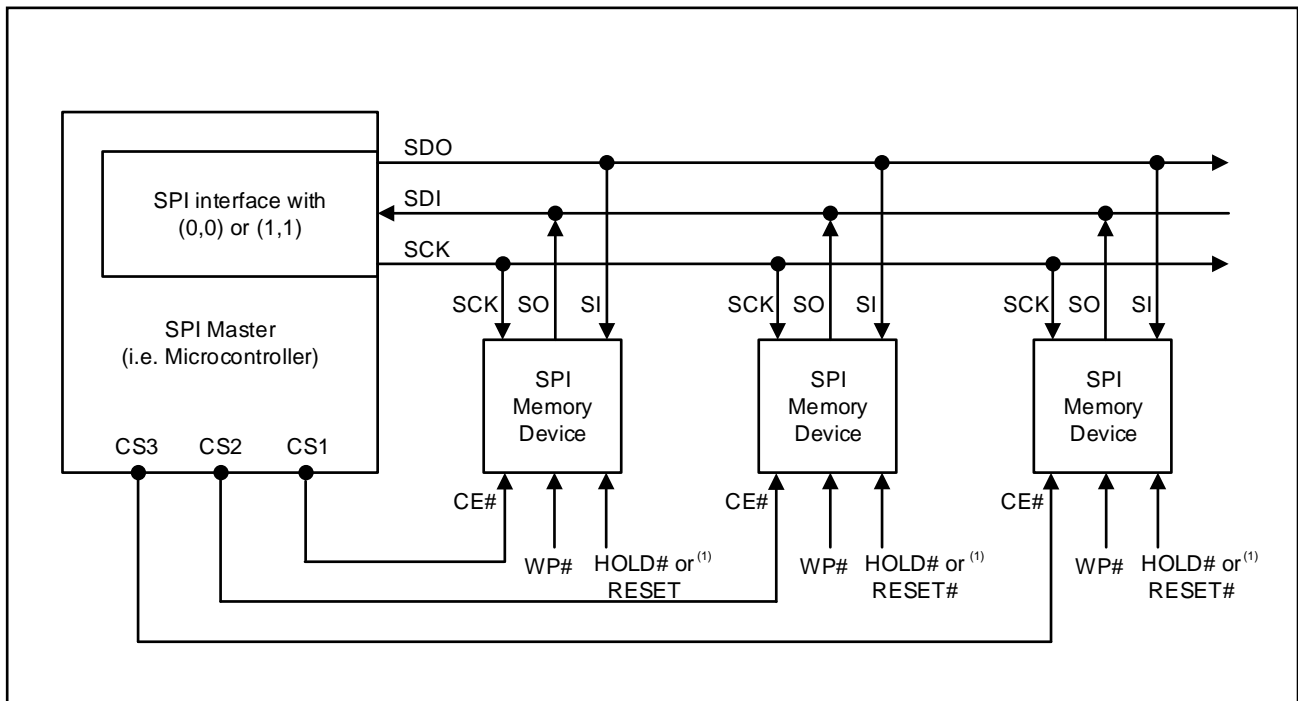 SDO
SPI interface with
(0,0) or (1,1)
SDI
SCK
SPI Master
(i.e. Microcontroller)
CS3
CS2
CS1
SCK
SO
SI
SPI
Memory
Device
CE#
WP#
HOLD# or (1)
RESET
SCK
SO
SI
SPI
Memory
Device
CE#
WP#
HOLD# or (1)
RESET#
SCK
SO
SI
SPI
Memory
Device
CE#
WP#
HOLD# or (1)
RESET#